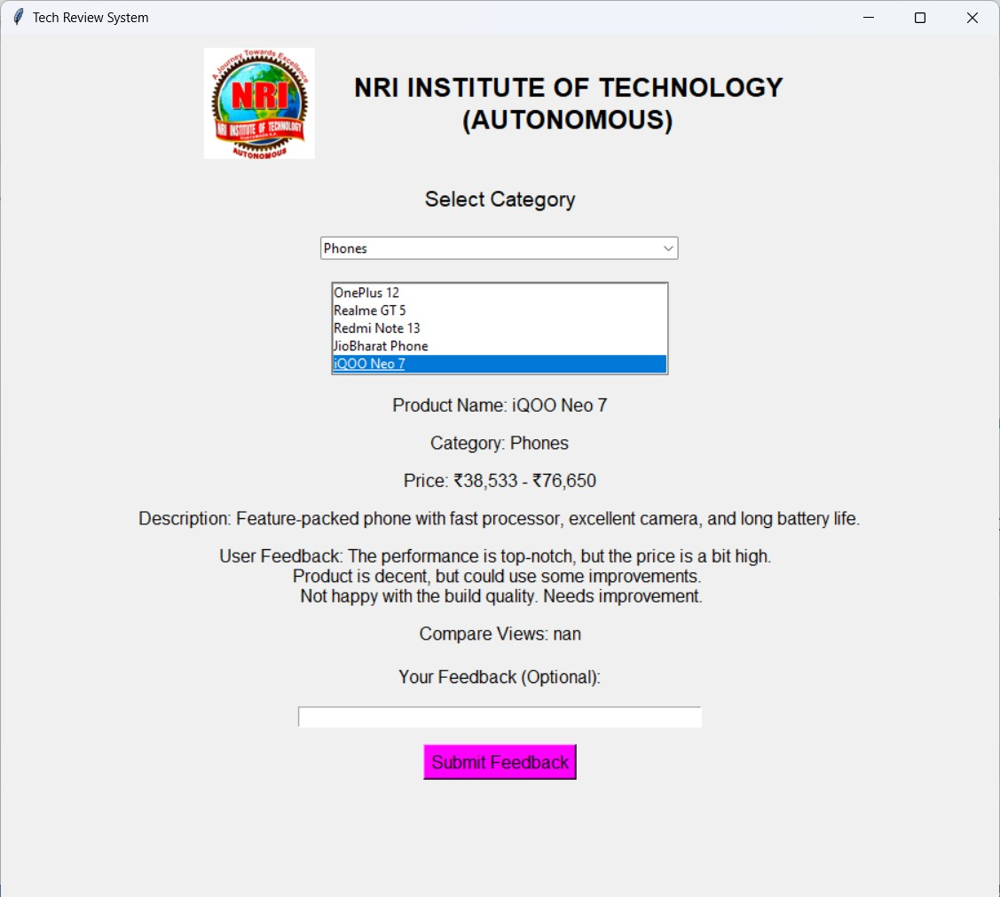 Tech Review System
A Journey Towards Excellence
NRI
NRI INSTITUTE OF TECHNOLOGY
AUTONOMOUS
NRI INSTITUTE OF TECHNOLOGY
(AUTONOMOUS)
Select Category
Phones
OnePlus 12
Realme GT 5
Redmi Note 13
JioBharat Phone
iQOO Neo 7
Product Name: iQOO Neo 7
Category: Phones
Price: ₹38,533 - ₹76,650
Description: Feature-packed phone with fast processor, excellent camera, and long battery life.
User Feedback: The performance is top-notch, but the price is a bit high.
Product is decent, but could use some improvements.
Not happy with the build quality. Needs improvement.
Compare Views: nan
Your Feedback (Optional):
Submit Feedback